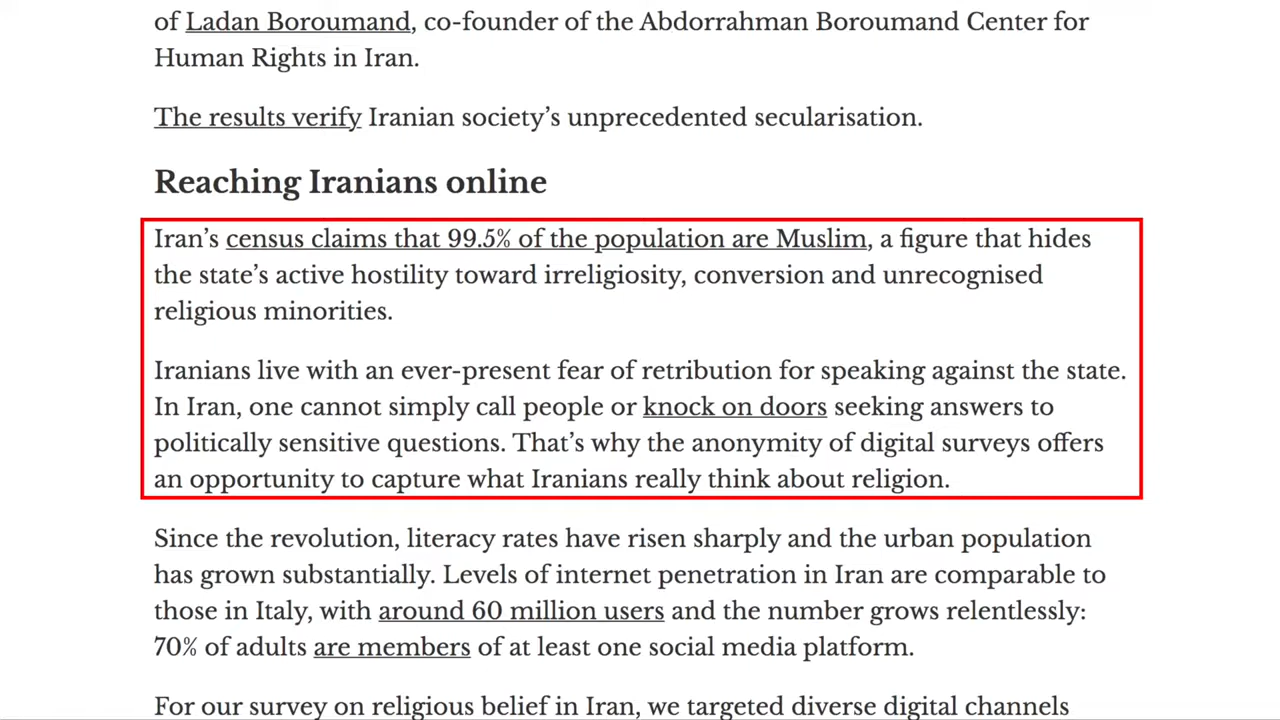 of Ladan Boroumand, co-founder of the Abdorrahman Boroumand Center for
Human Rights in Iran.
The results verify Iranian society’s unprecedented secularisation.
Reaching Iranians online
Iran’s census claims that 99.5% of the population are Muslim, a figure that hides
the state’s active hostility toward irreligiosity, conversion and unrecognised
religious minorities.
Iranians live with an ever-present fear of retribution for speaking against the state.
In Iran, one cannot simply call people or knock on doors seeking answers to
politically sensitive questions. That’s why the anonymity of digital surveys offers
an opportunity to capture what Iranians really think about religion.
Since the revolution, literacy rates have risen sharply and the urban population
has grown substantially. Levels of internet penetration in Iran are comparable to
those in Italy, with around 60 million users and the number grows relentlessly:
70% of adults are members of at least one social media platform.
For our survey on religious belief in Iran, we targeted diverse digital channels